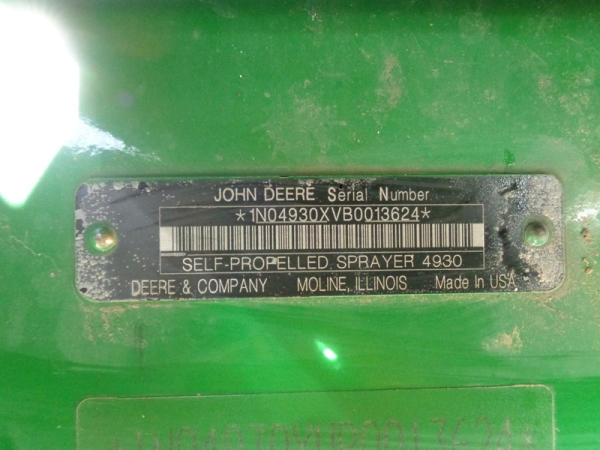 JOHN DEERE Serial Number
*1N04930XVB0013624*
SELF-PROPELLED SPRAYER 4930
DEERE & COMPANY MOLINE, ILLINOIS Made In USA